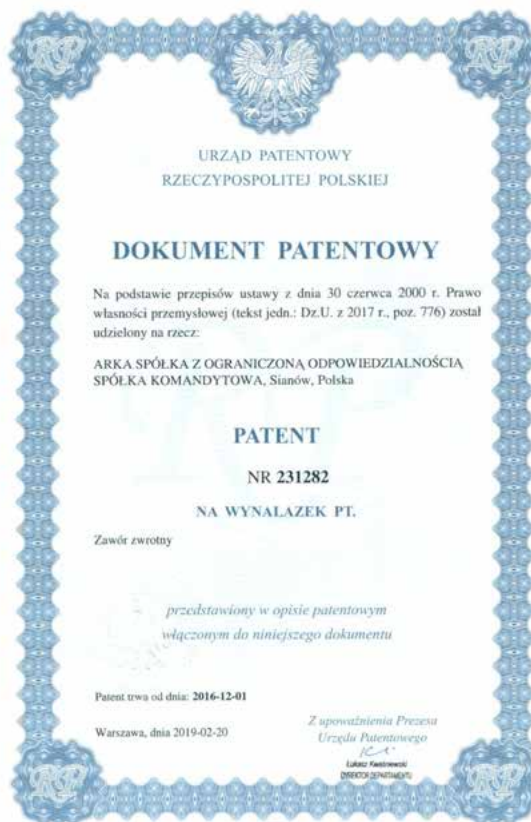 URZĄD PATENTOWY
RZECZYPOSPOLITEJ POLSKIEJ
DOKUMENT PATENTOWY
Na podstawie przepisów ustawy z dnia 30 czerwca 2000 r. Prawo
własności przemysłowej (tekst jedn.: Dz.U. z 2017 r., poz. 776) został
udzielony na rzecz:
ARKA SPÓŁKA Z OGRANICZONĄ ODPOWIEDZIALNOŚCIĄ
SPÓŁKA KOMANDYTOWA, Sianów, Polska
PATENT
NR 231282
NA WYNALAZEK PT.
Zawór zwrotny
przedstawiony w opisie patentowym
włączonym do niniejszego dokumentu
Patent trwa od dnia: 2016-12-01
Warszawa, dnia 2019-02-20
Z upoważnienia Prezesa
Urzędu Patentowego
Łukasz
DYREKTOR DEPARTAMENTU